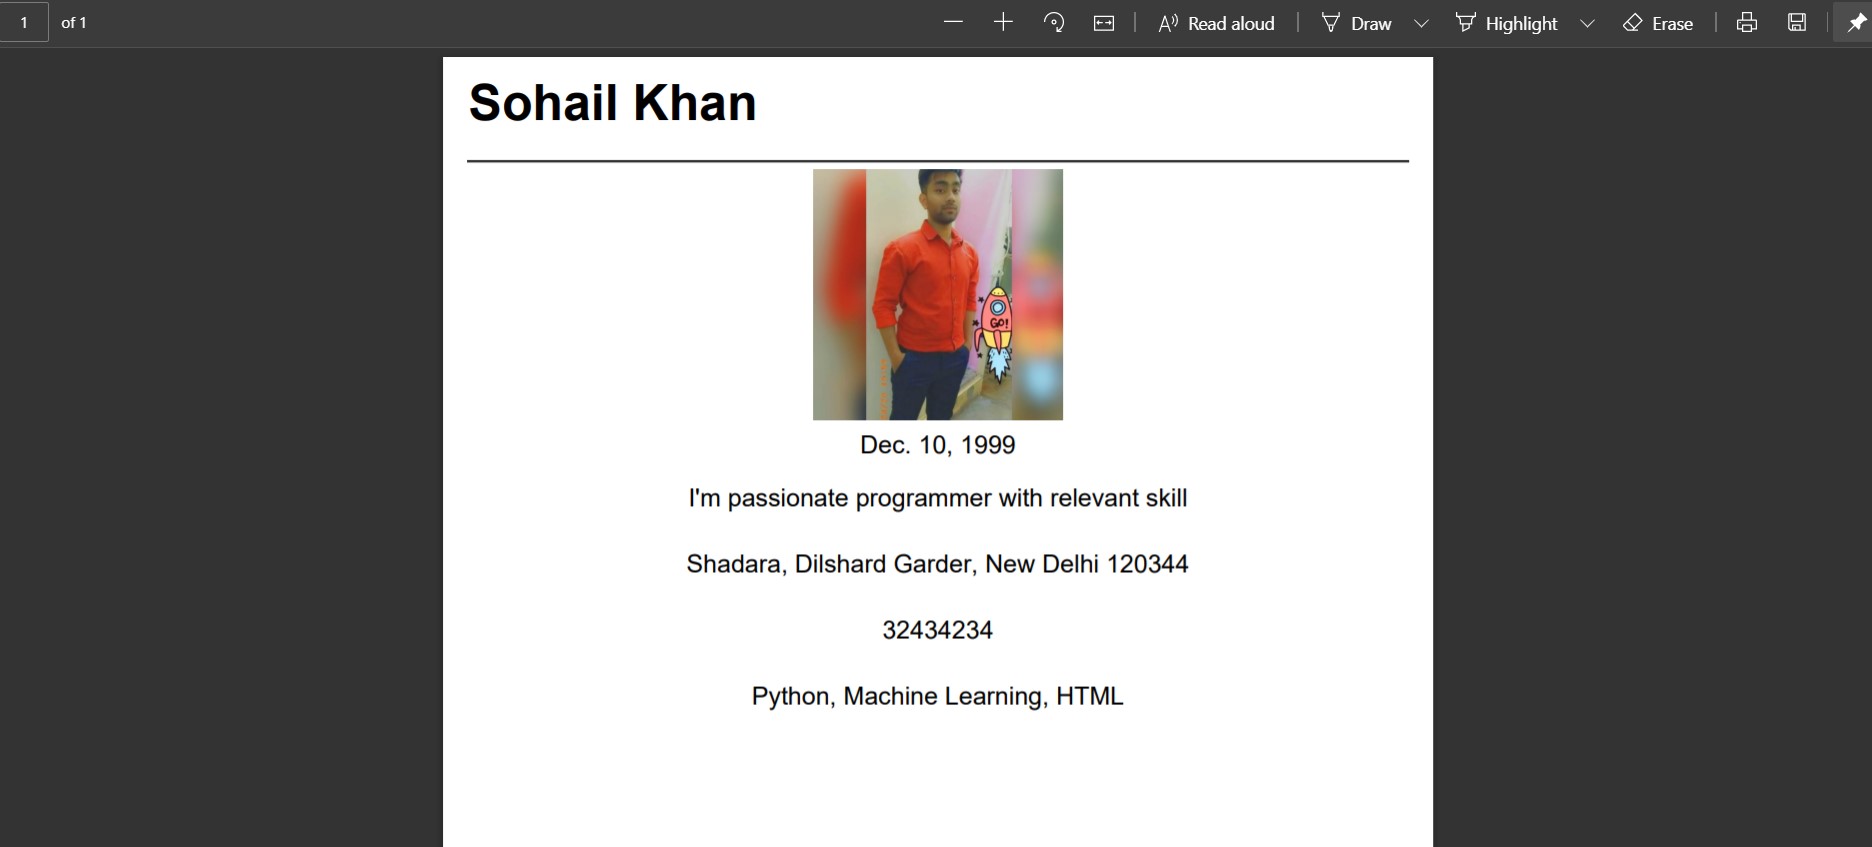 1 of 1 Read aloud Draw Highlight Erase
Sohail Khan
GO!
Dec. 10, 1999
I'm passionate programmer with relevant skill
Shadara, Dilshard Garder, New Delhi 120344
32434234
Python, Machine Learning, HTML